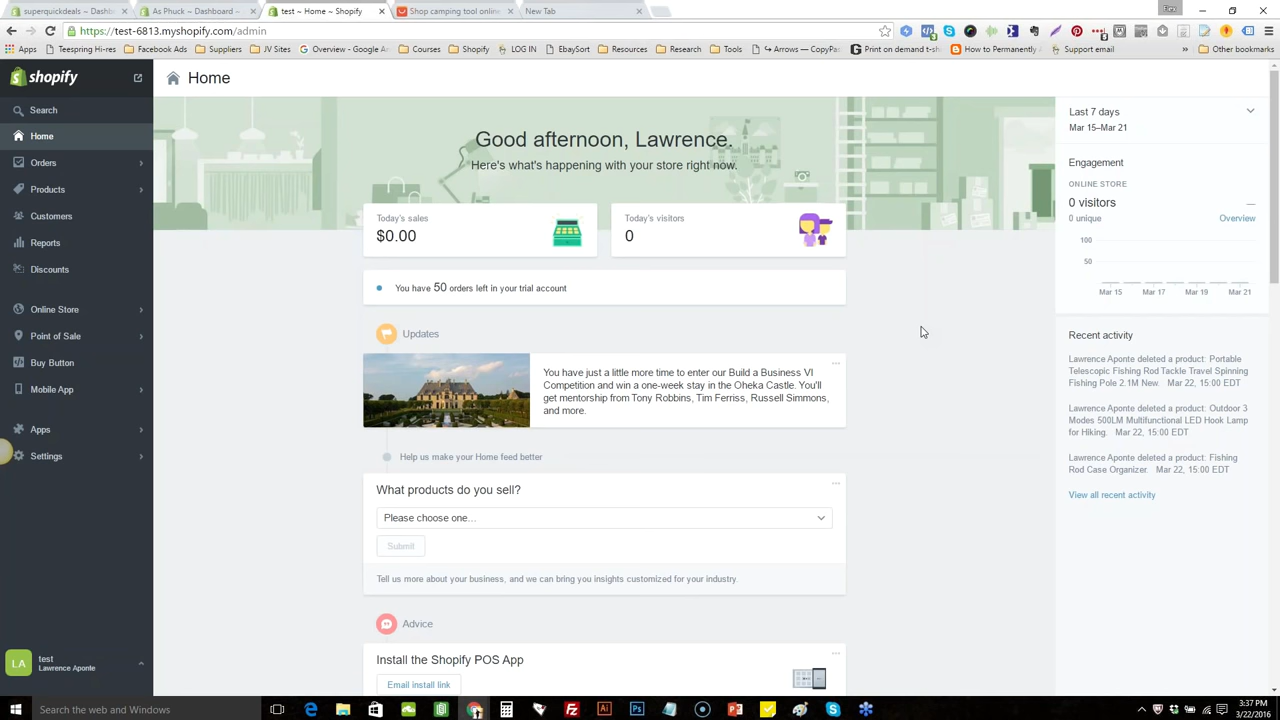 superquickdeals ~ Dashb
As Phuck ~ Dashboard ~
test ~ Home ~ Shopify
Shop camping tool online
New Tab
https://test-6813.myshopify.com/admin
Apps
Teespring Hi-res
Facebook Ads
Suppliers
JV Sites
Overview – Google A
Courses
Shopify
LOG IN
EbaySort
Resources
Research
Tools
Arrows — CopyPas
Print on demand t-sh
How to Permanently
Support email
Other bookmarks
shopify
Search
Home
Orders
Products
Customers
Reports
Discounts
Online Store
Point of Sale
Buy Button
Mobile App
Apps
Settings
LA
test
Lawrence Aponte
Home
Good afternoon, Lawrence.
Here's what's happening with your store right now.
Today's sales
$0.00
Today's visitors
0
You have 50 orders left in your trial account
Updates
You have just a little more time to enter our Build a Business VI
Competition and win a one-week stay in the Oheka Castle. You'll
get mentorship from Tony Robbins, Tim Ferriss, Russell Simmons,
and more.
Help us make your Home feed better
What products do you sell?
Please choose one...
Submit
Tell us more about your business, and we can bring you insights customized for your industry.
Advice
Install the Shopify POS App
Email install link
Last 7 days
Mar 15–Mar 21
Engagement
ONLINE STORE
0 visitors
0 unique
Overview
100
50
Mar 15
Mar 17
Mar 19
Mar 21
Recent activity
Lawrence Aponte deleted a product: Portable
Telescopic Fishing Rod Tackle Travel Spinning
Fishing Pole 2.1M New. Mar 22, 15:00 EDT
Lawrence Aponte deleted a product: Outdoor 3
Modes 500LM Multifunctional LED Hook Lamp
for Hiking. Mar 22, 15:00 EDT
Lawrence Aponte deleted a product: Fishing
Rod Case Organizer. Mar 22, 15:00 EDT
View all recent activity
Search the web and Windows
3:37 PM
3/22/2016